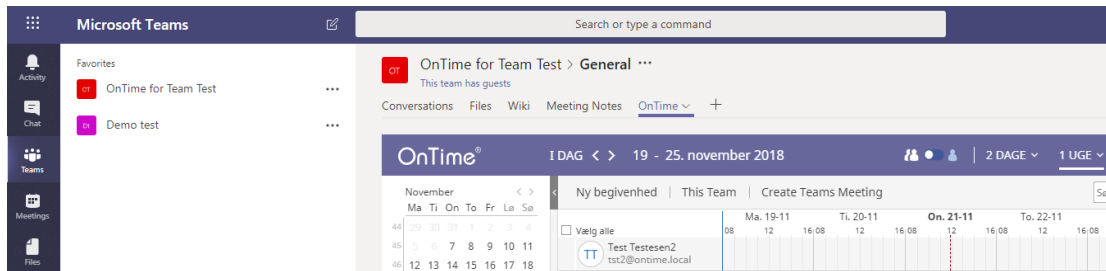 Microsoft Teams
Search or type a command
Activity
Chat
Teams
Meetings
Files
Favorites
OT OnTime for Team Test ...
Dt Demo test ...
OT OnTime for Team Test > General ...
This team has guests
Conversations Files Wiki Meeting Notes OnTime +
OnTime® I DAG < > 19 - 25. november 2018 2 DAGE 1 UGE
November < >
Ma Ti On To Fr Lø Sø
44 29 30 31 1 2 3 4
45 5 6 7 8 9 10 11
46 12 13 14 15 16 17 18
< Ny begivenhed | This Team | Create Teams Meeting
Ma. 19-11 Ti. 20-11 On. 21-11 To. 22-11
Vælg alle 08 12 16 08 12 16 08 12 16 08 12 16 08
TT Test Testesen2
tst2@ontime.local